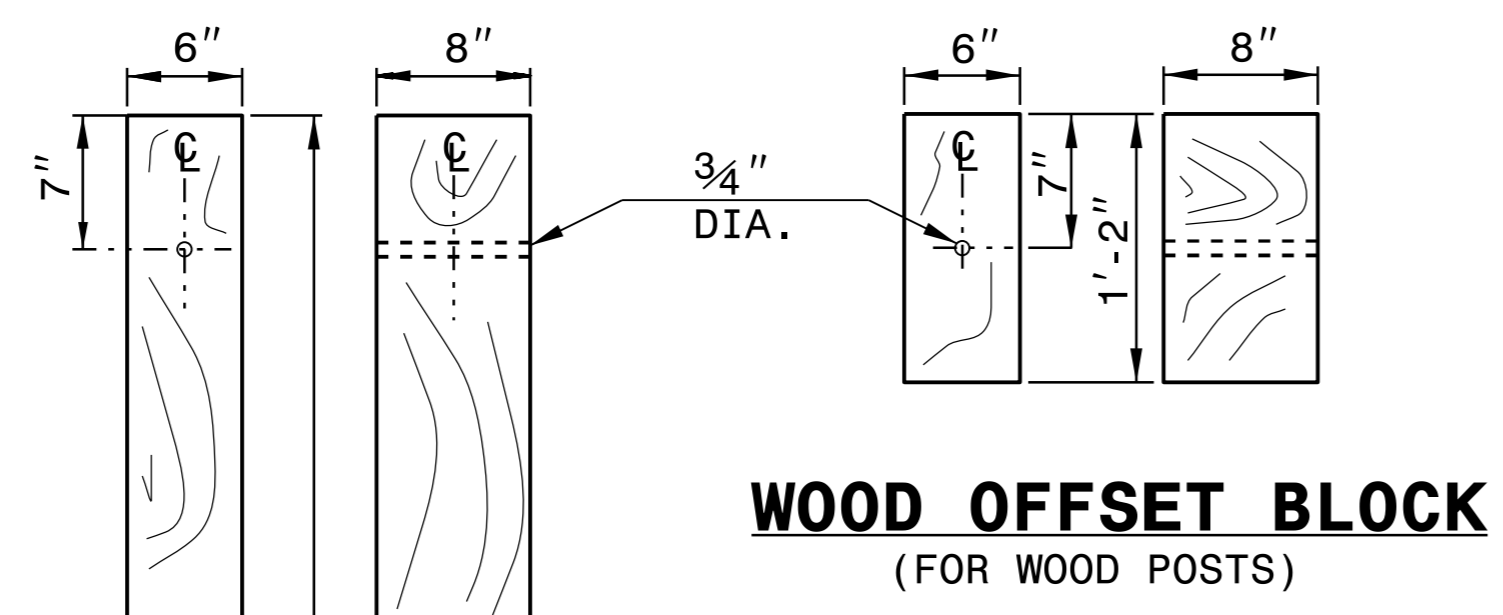 6" 8" 6" 8"
℄ ℄ ℄
7" 3⁄4" 7"
DIA. 1'-2"
WOOD OFFSET BLOCK
(FOR WOOD POSTS)